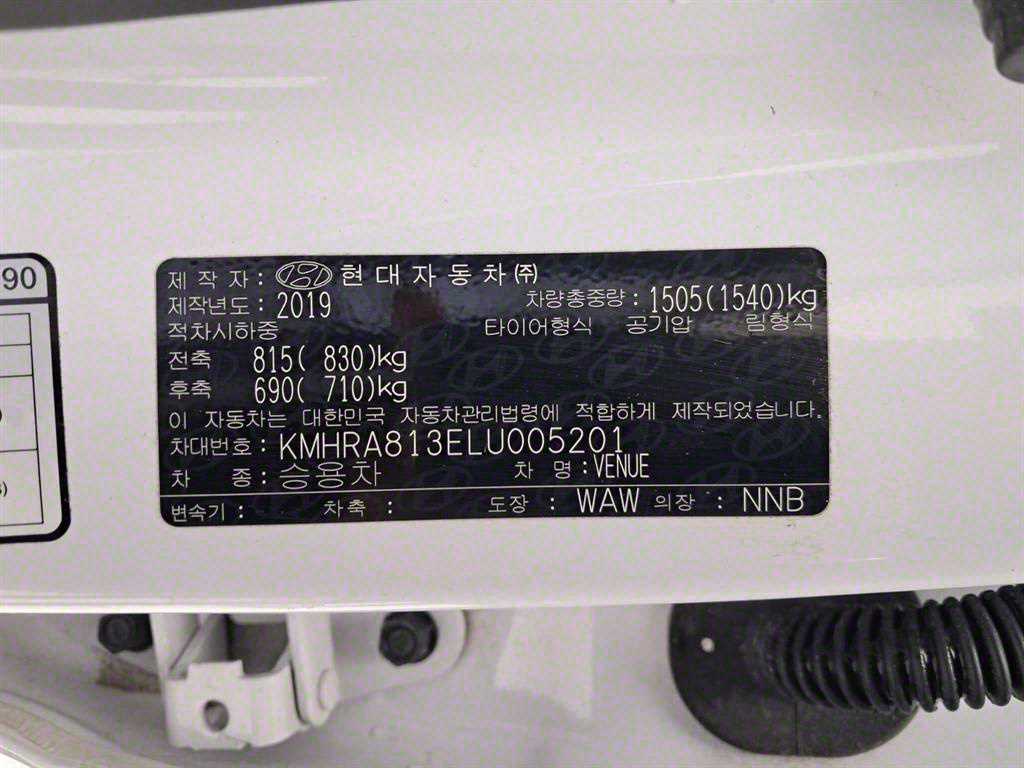 90
제 작 자 : 현대자동차㈜
제작년도 : 2019 차량총중량 : 1505(1540)kg
적차시하중 타이어형식 공기압 림형식
전축 815( 830)kg
후축 690( 710)kg
이 자동차는 대한민국 자동차관리법령에 적합하게 제작되었습니다.
차대번호 : KMHRA813ELU005201
차 종 : 승용차 차 명 : VENUE
변속기 : 차축 : 도장 : WAW 의장 : NNB